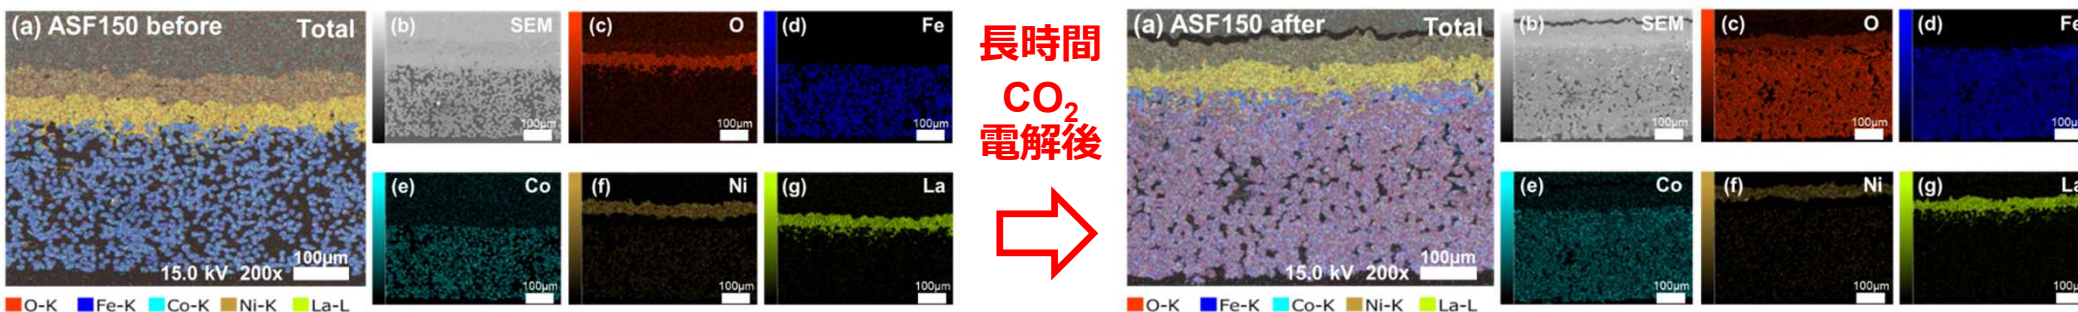 (a) ASF150 before Total
15.0 kV 200x 100μm
O-K Fe-K Co-K Ni-K La-L
(b) SEM
100μm
(c) O
100μm
(d) Fe
100μm
(e) Co
100μm
(f) Ni
100μm
(g) La
100μm
長時間
CO₂
電解後
(a) ASF150 after Total
15.0 kV 200x 100μm
O-K Fe-K Co-K Ni-K La-L
(b) SEM
100μm
(c) O
100μm
(d) Fe
100μm
(e) Co
100μm
(f) Ni
100μm
(g) La
100μm